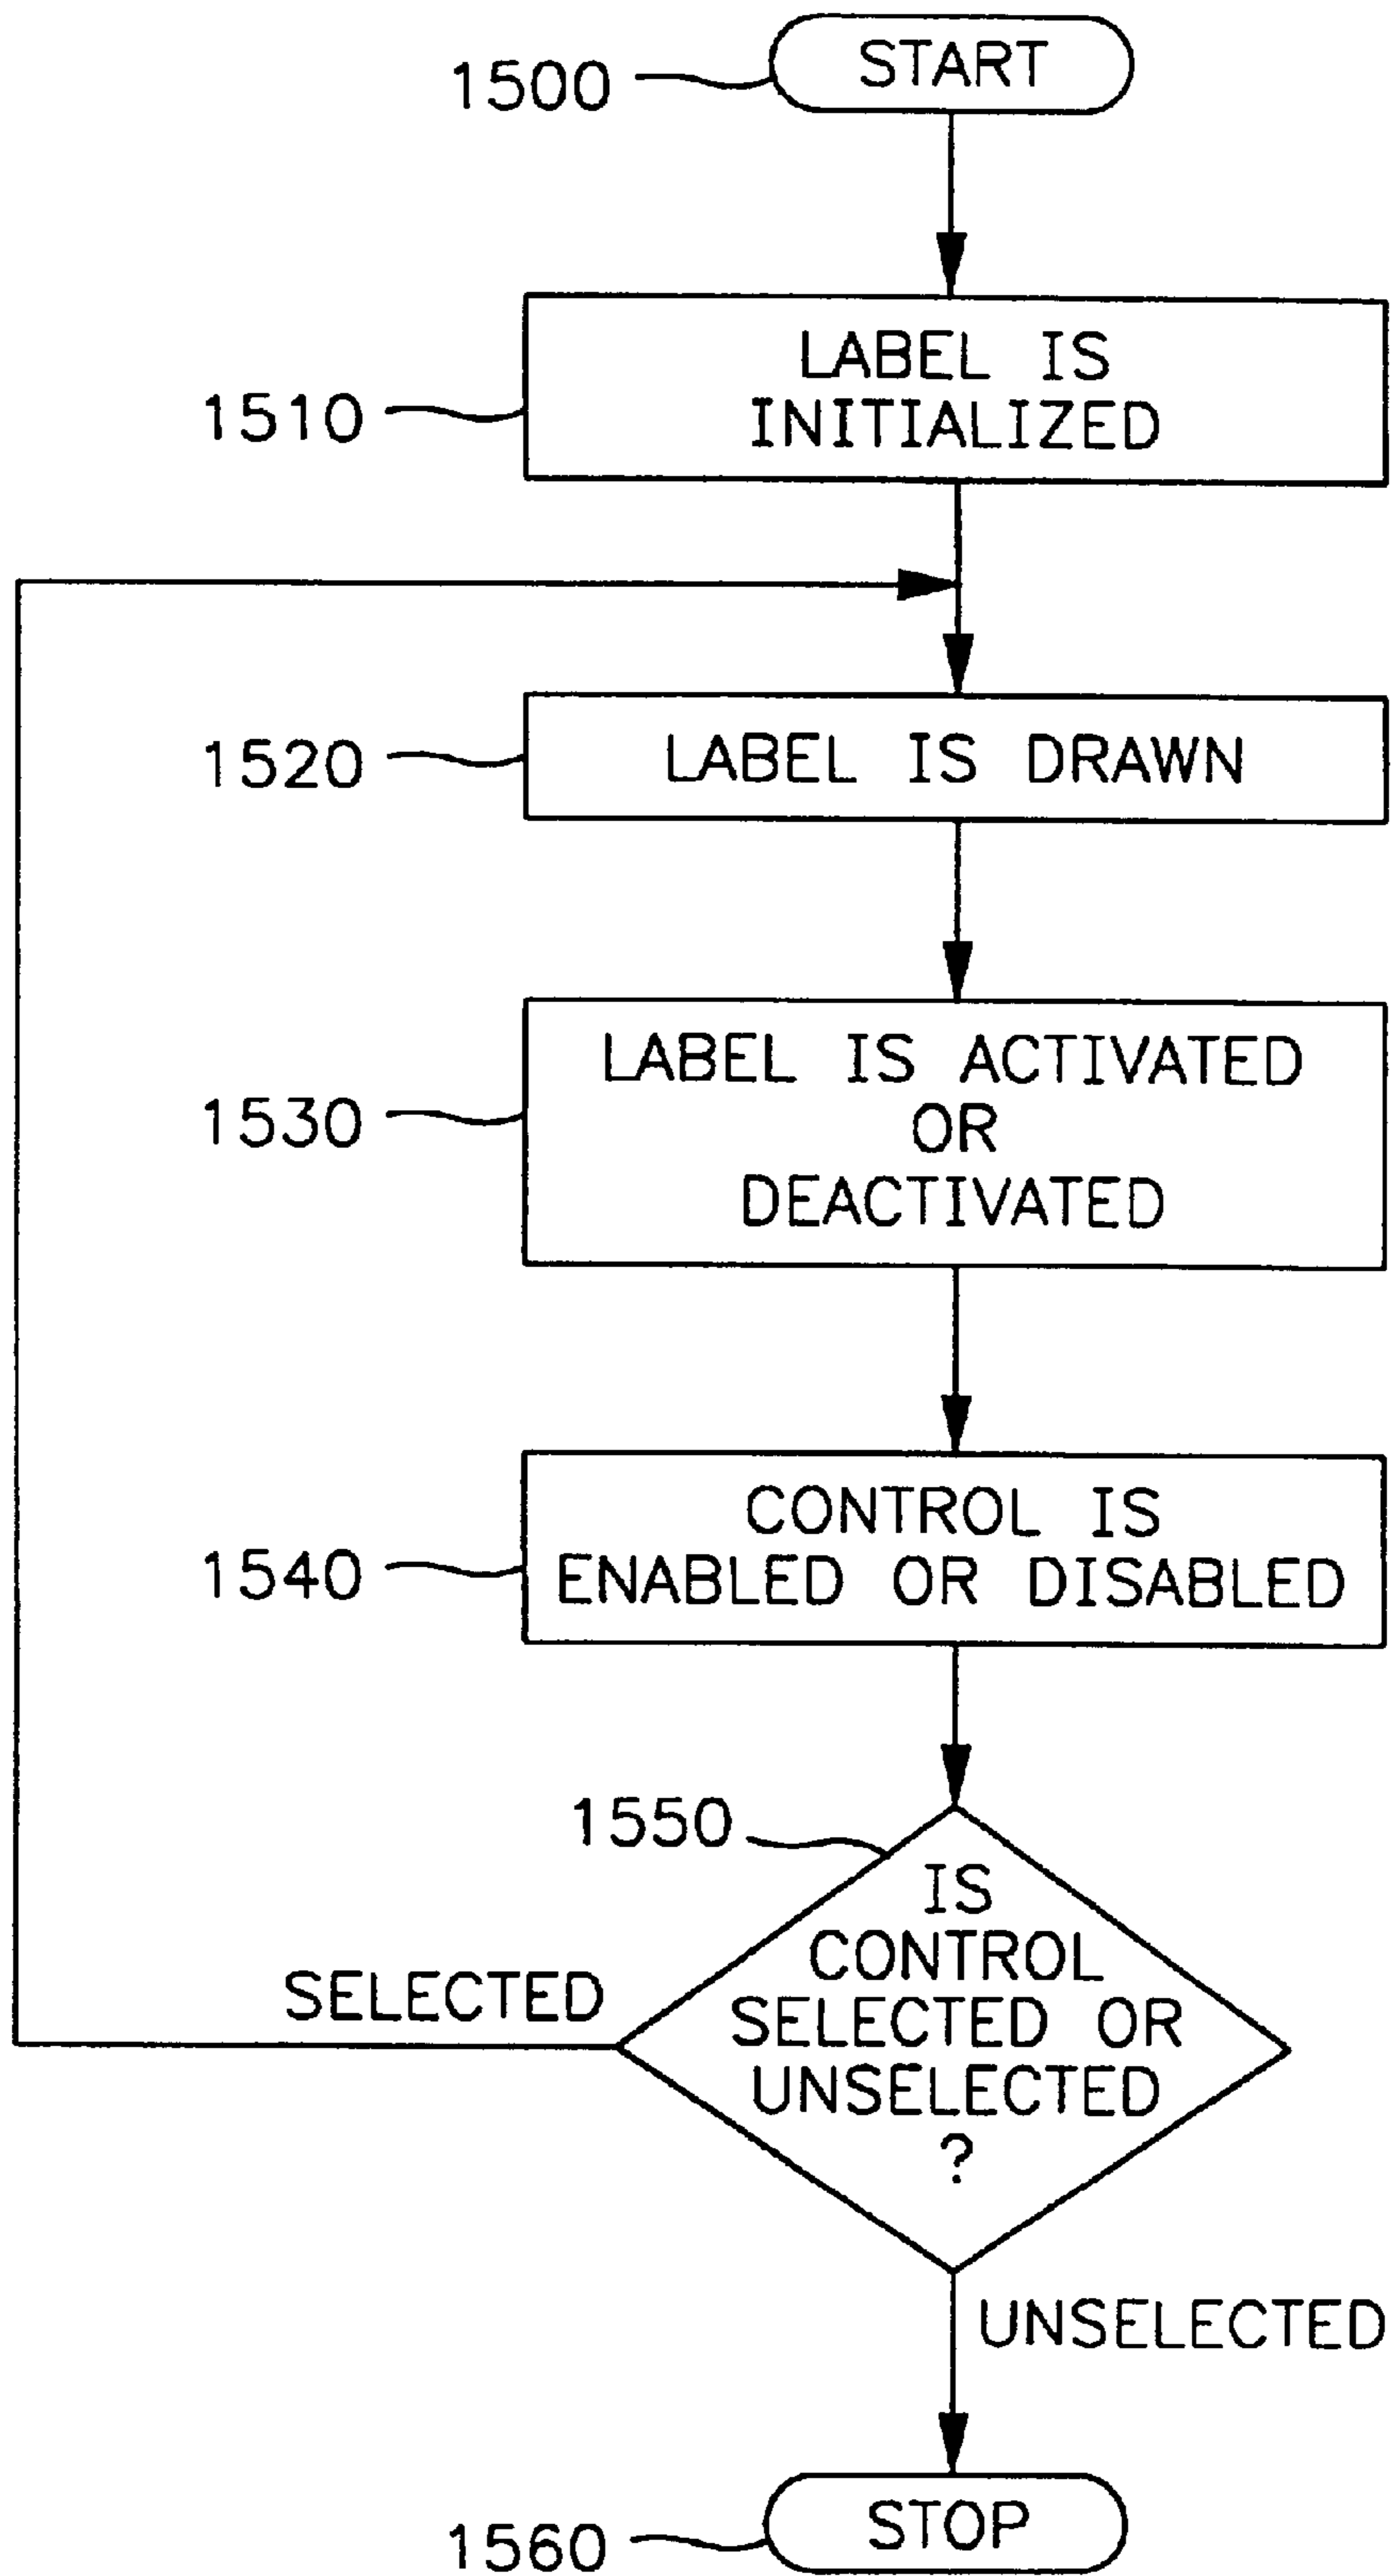 1500
START
1510
LABEL IS
INITIALIZED
1520
LABEL IS DRAWN
1530
LABEL IS ACTIVATED
OR
DEACTIVATED
1540
CONTROL IS
ENABLED OR DISABLED
1550
IS
CONTROL
SELECTED OR
UNSELECTED
?
SELECTED
UNSELECTED
1560
STOP